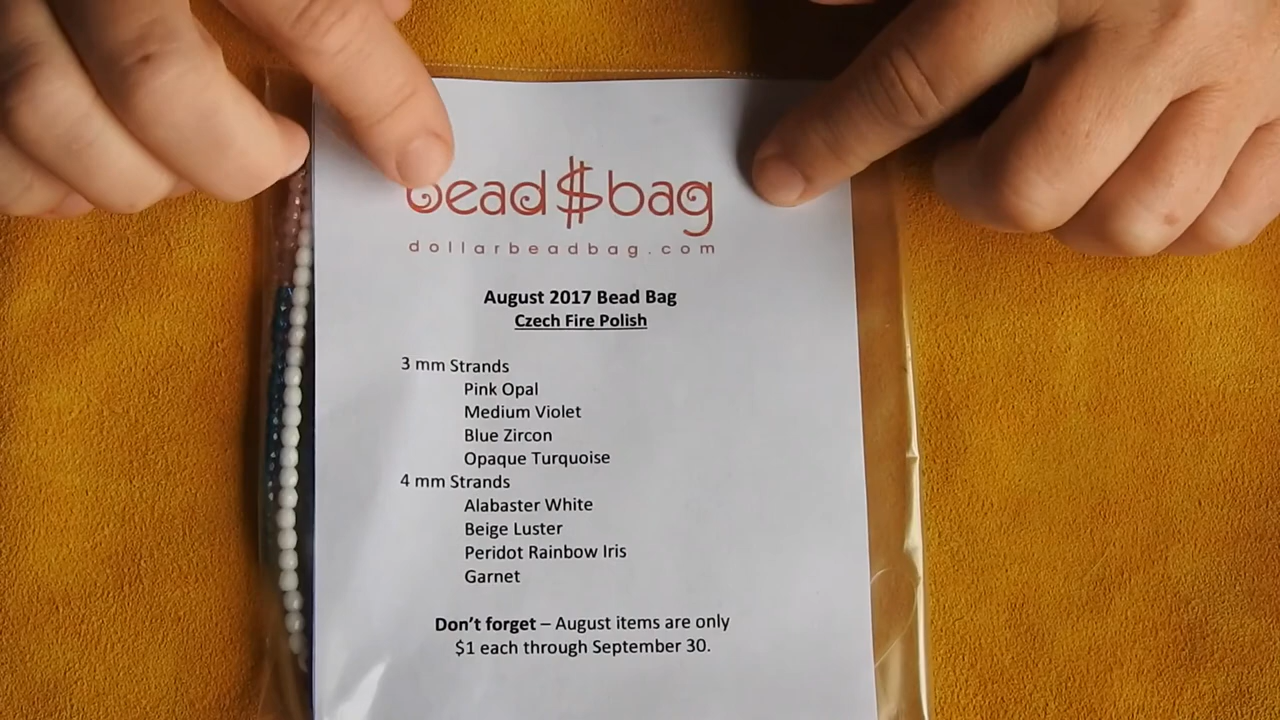 bead$bag
dollarbeadbag.com
August 2017 Bead Bag
Czech Fire Polish
3 mm Strands
Pink Opal
Medium Violet
Blue Zircon
Opaque Turquoise
4 mm Strands
Alabaster White
Beige Luster
Peridot Rainbow Iris
Garnet
Don't forget – August items are only
$1 each through September 30.